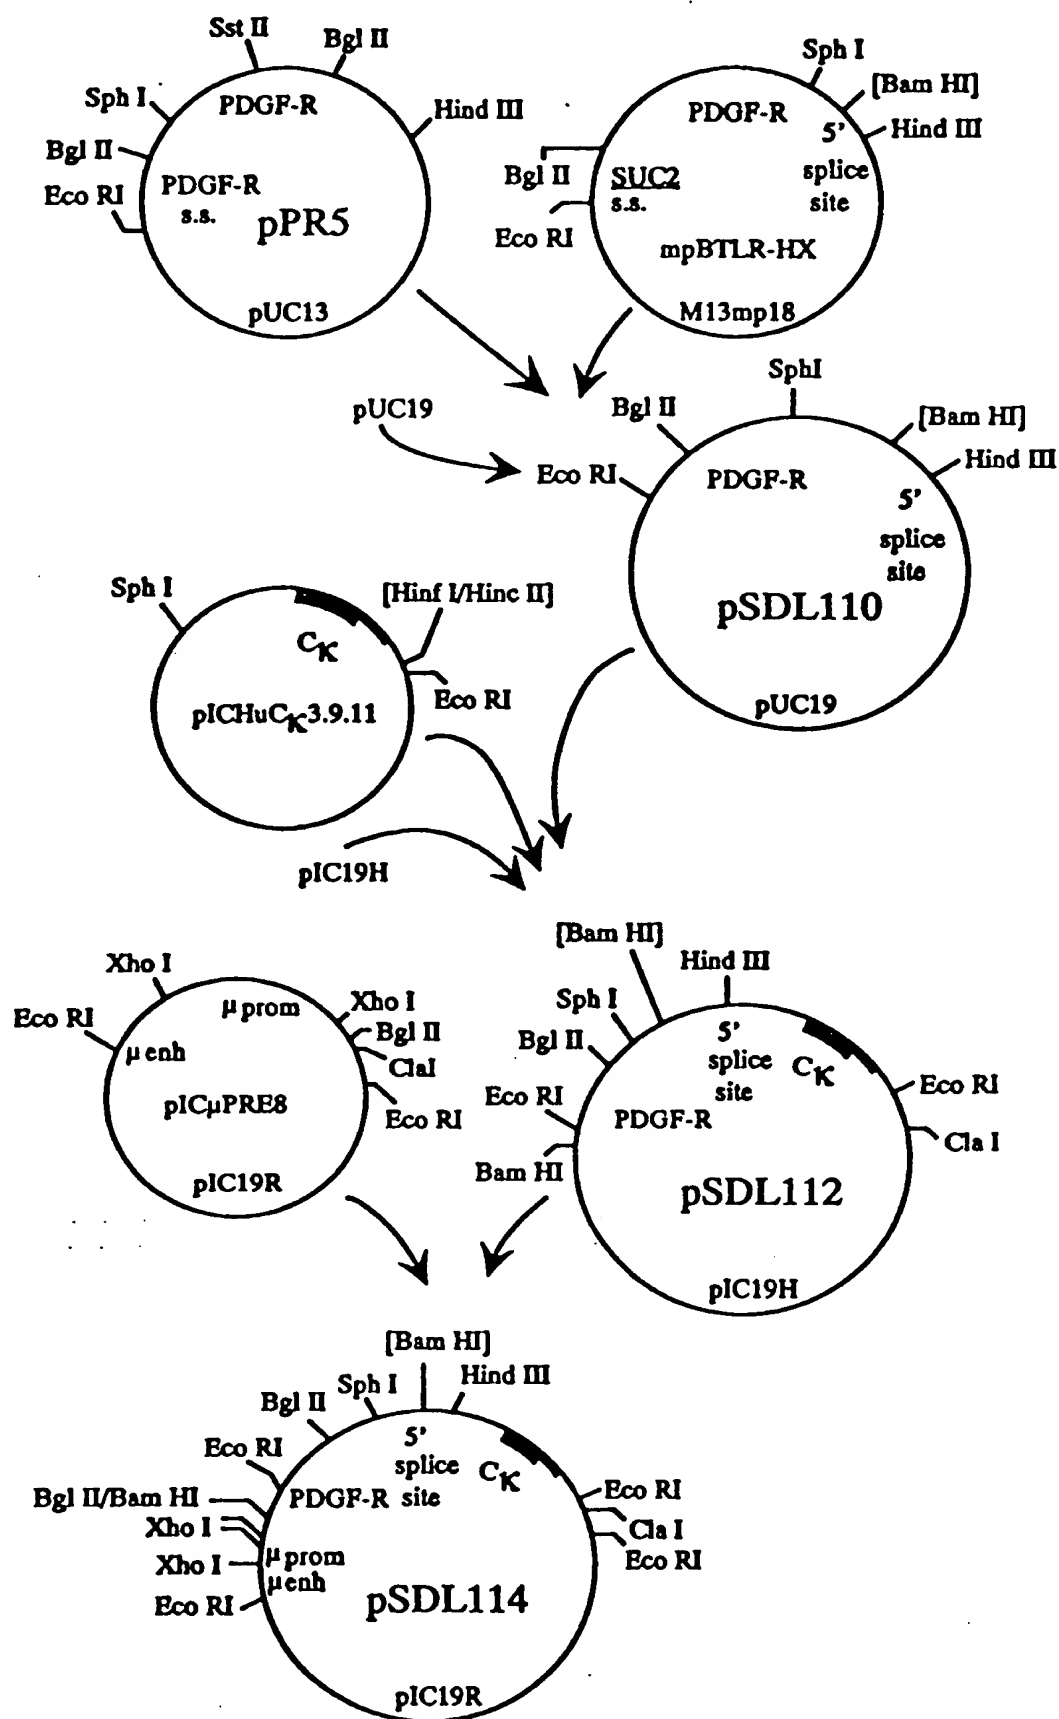 Sst II
Bgl II
Sph I
PDGF-R
Hind III
Bgl II
PDGF-R
s.s.
Eco RI
pPR5
pUC13
Sph I
[Bam HI]
PDGF-R
5'
Hind III
Bgl II
SUC2
s.s.
splice
site
Eco RI
mpBTLR-HX
M13mp18
pUC19
SphI
Bgl II
[Bam HI]
Eco RI
PDGF-R
Hind III
5'
splice
site
pSDL110
pUC19
Sph I
[Hinf I/Hinc II]
Cκ
Eco RI
pICHuCκ3.9.11
pIC19H
Xho I
μ prom
Xho I
Eco RI
Bgl II
μ enh
ClaI
pICμPRE8
Eco RI
pIC19R
[Bam HI]
Hind III
Sph I
5'
Bgl II
splice
site
Cκ
Eco RI
Eco RI
PDGF-R
Cla I
Bam HI
pSDL112
pIC19H
[Bam HI]
Sph I
Hind III
Bgl II
5'
Eco RI
splice
Cκ
Bgl II/Bam HI
PDGF-R site
Eco RI
Xho I
Cla I
Xho I
μ prom
Eco RI
μ enh
Eco RI
pSDL114
pIC19R